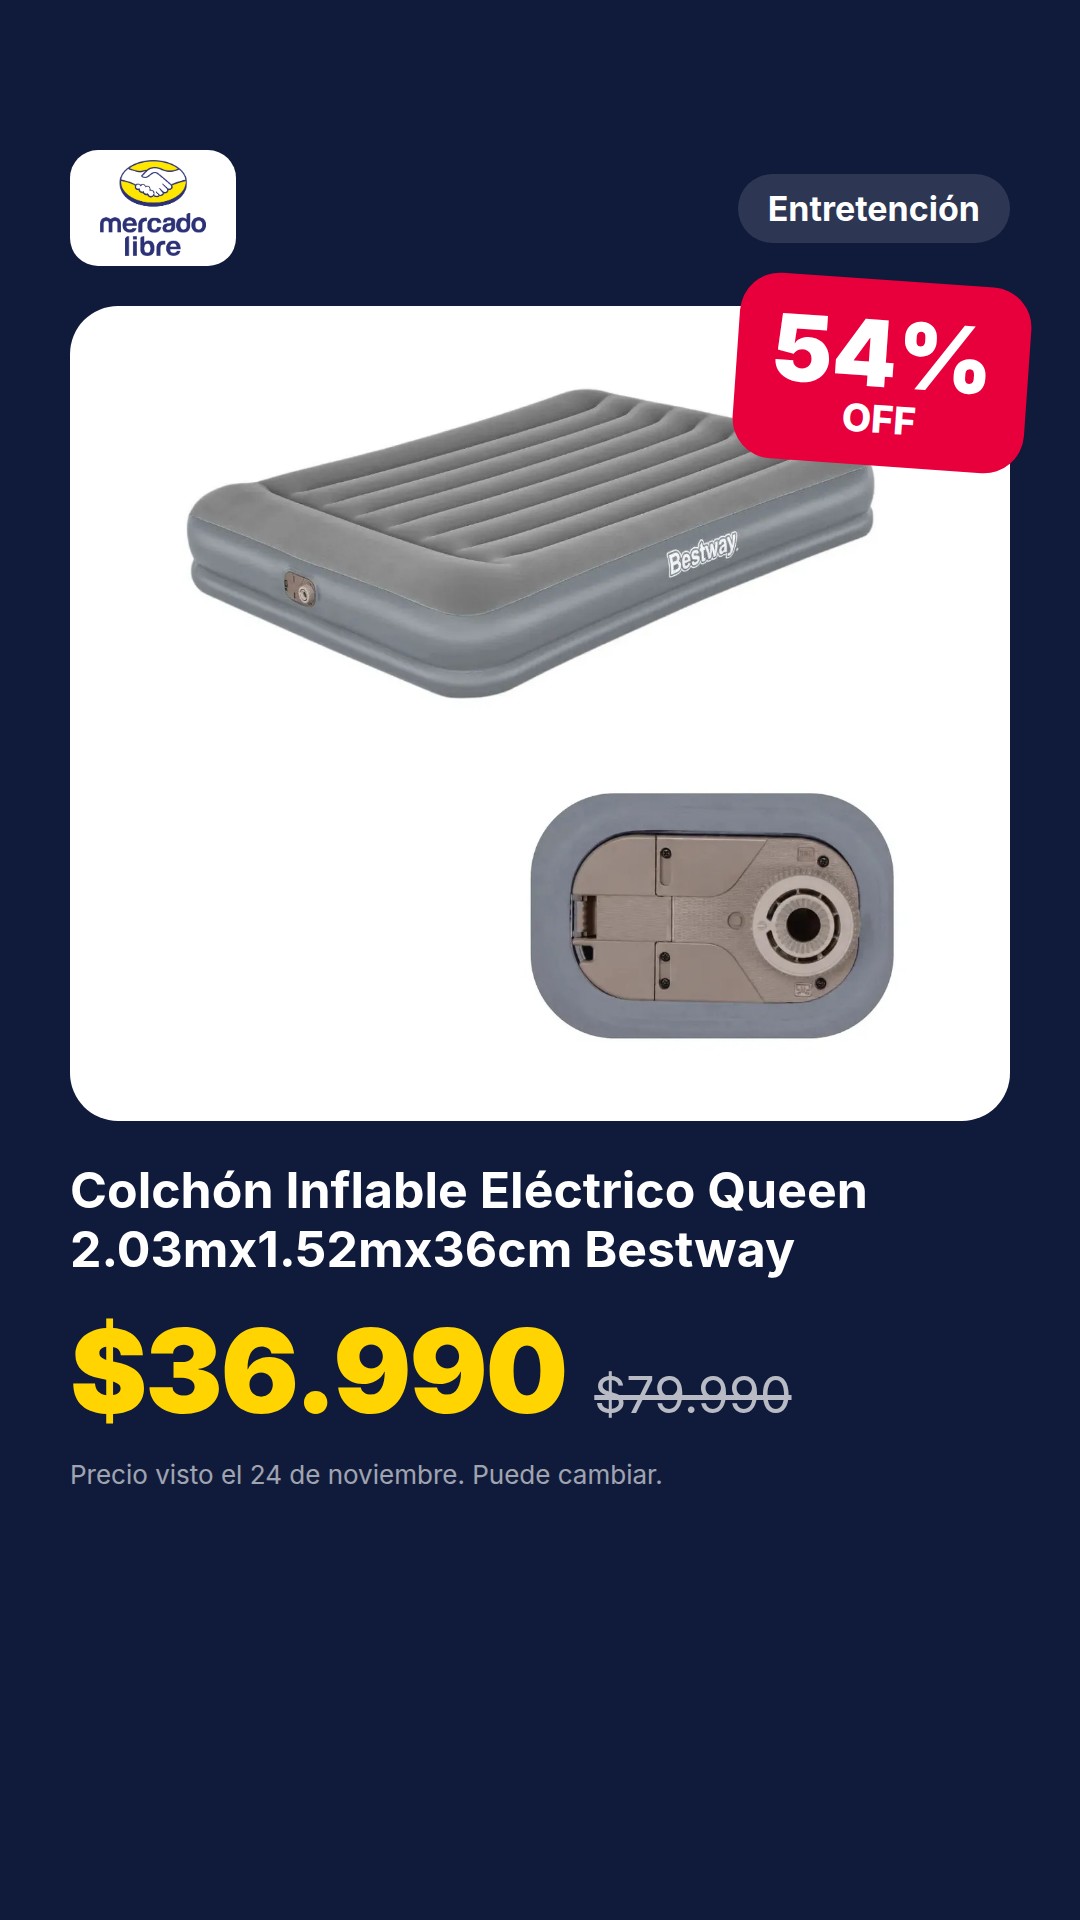 mercado
libre
Entretención
54%
OFF
Bestway
Colchón Inflable Eléctrico Queen
2.03mx1.52mx36cm Bestway
$36.990 $79.990
Precio visto el 24 de noviembre. Puede cambiar.